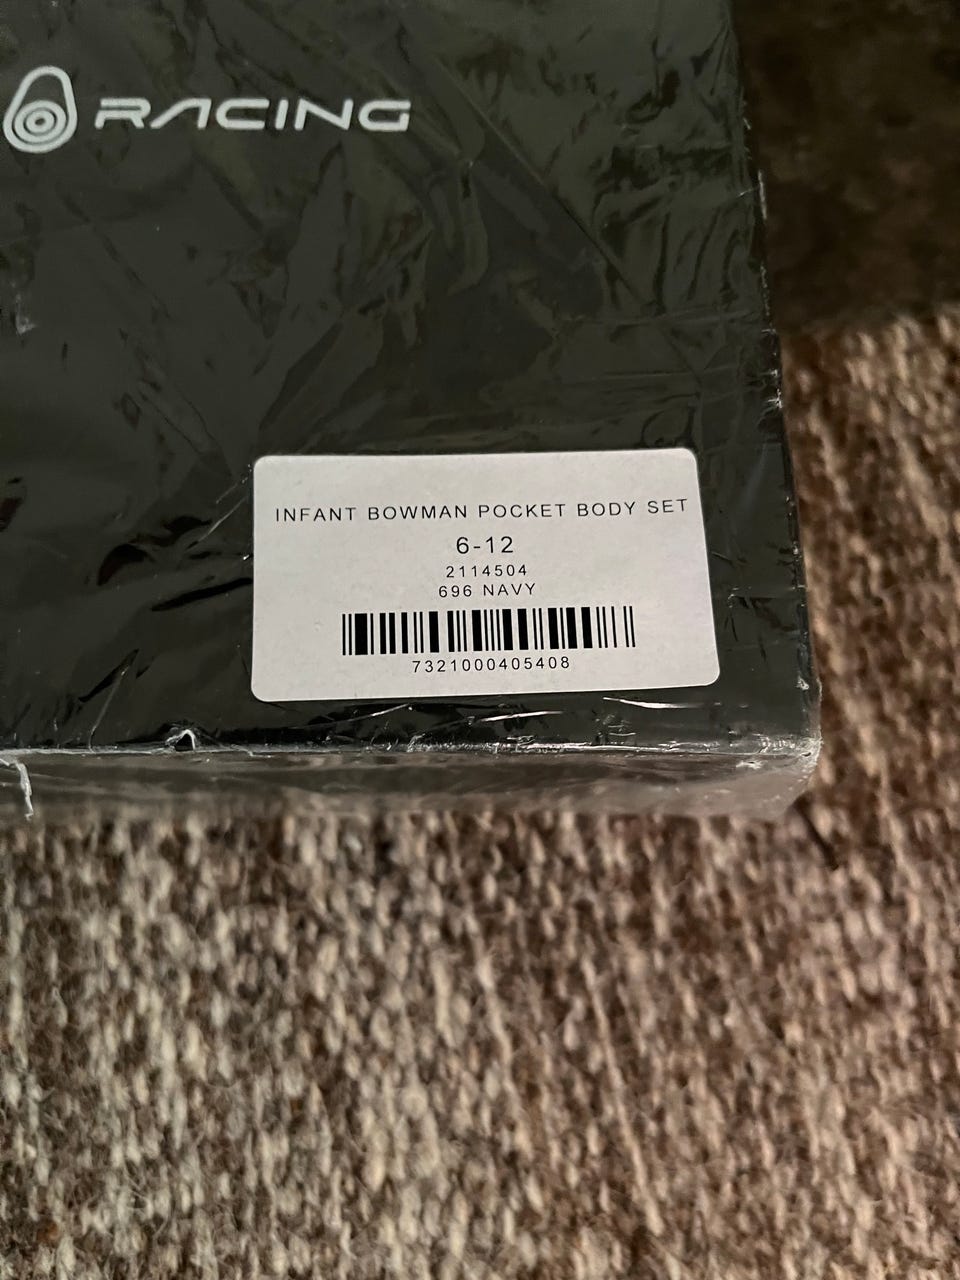 RACING
INFANT BOWMAN POCKET BODY SET
6-12
2114504
696 NAVY
7321000405408